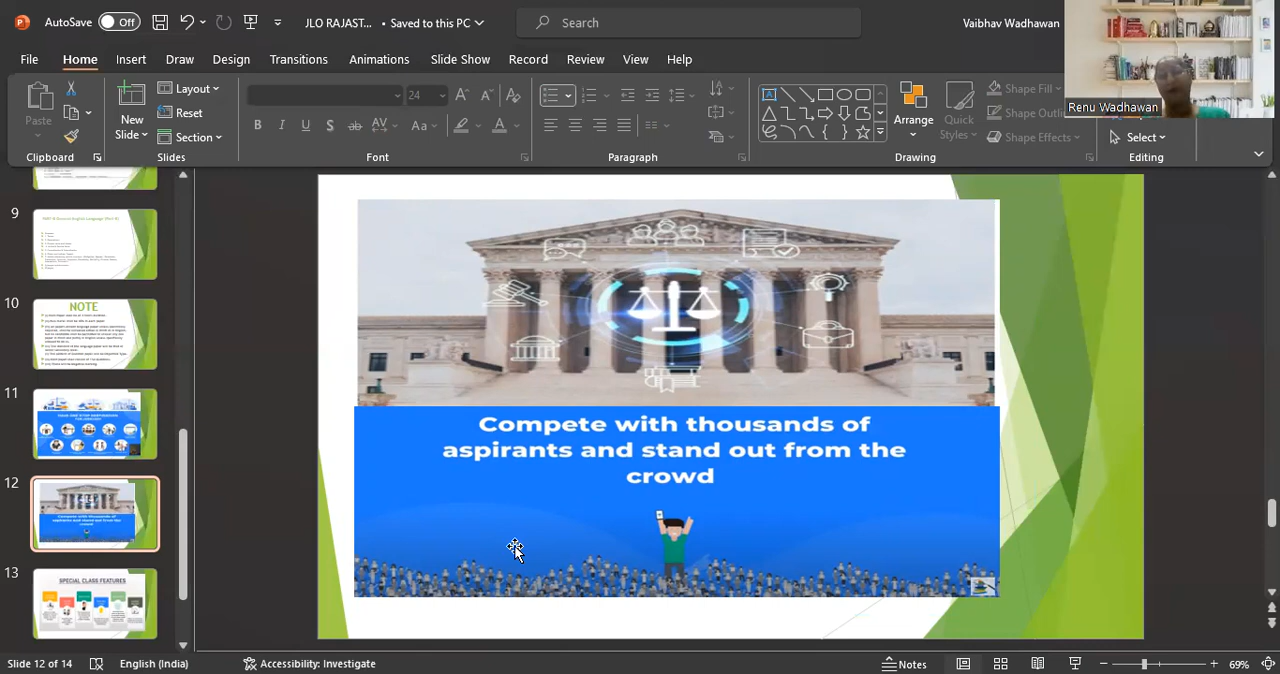 AutoSave Off JLO RAJAST... • Saved to this PC Search Vaibhav Wadhawan
File Home Insert Draw Design Transitions Animations Slide Show Record Review View Help
Renu Wadhawan
Paste New Slide Layout Reset Section 24 Aa Arrange Quick Styles Shape Fill Shape Outli Shape Effects Select
Clipboard Slides Font Paragraph Drawing Editing
9
10
NOTE
11
12
13
SPECIAL CLASS FEATURES
Compete with thousands of
aspirants and stand out from the
crowd
Slide 12 of 14 English (India) Accessibility: Investigate Notes 69%